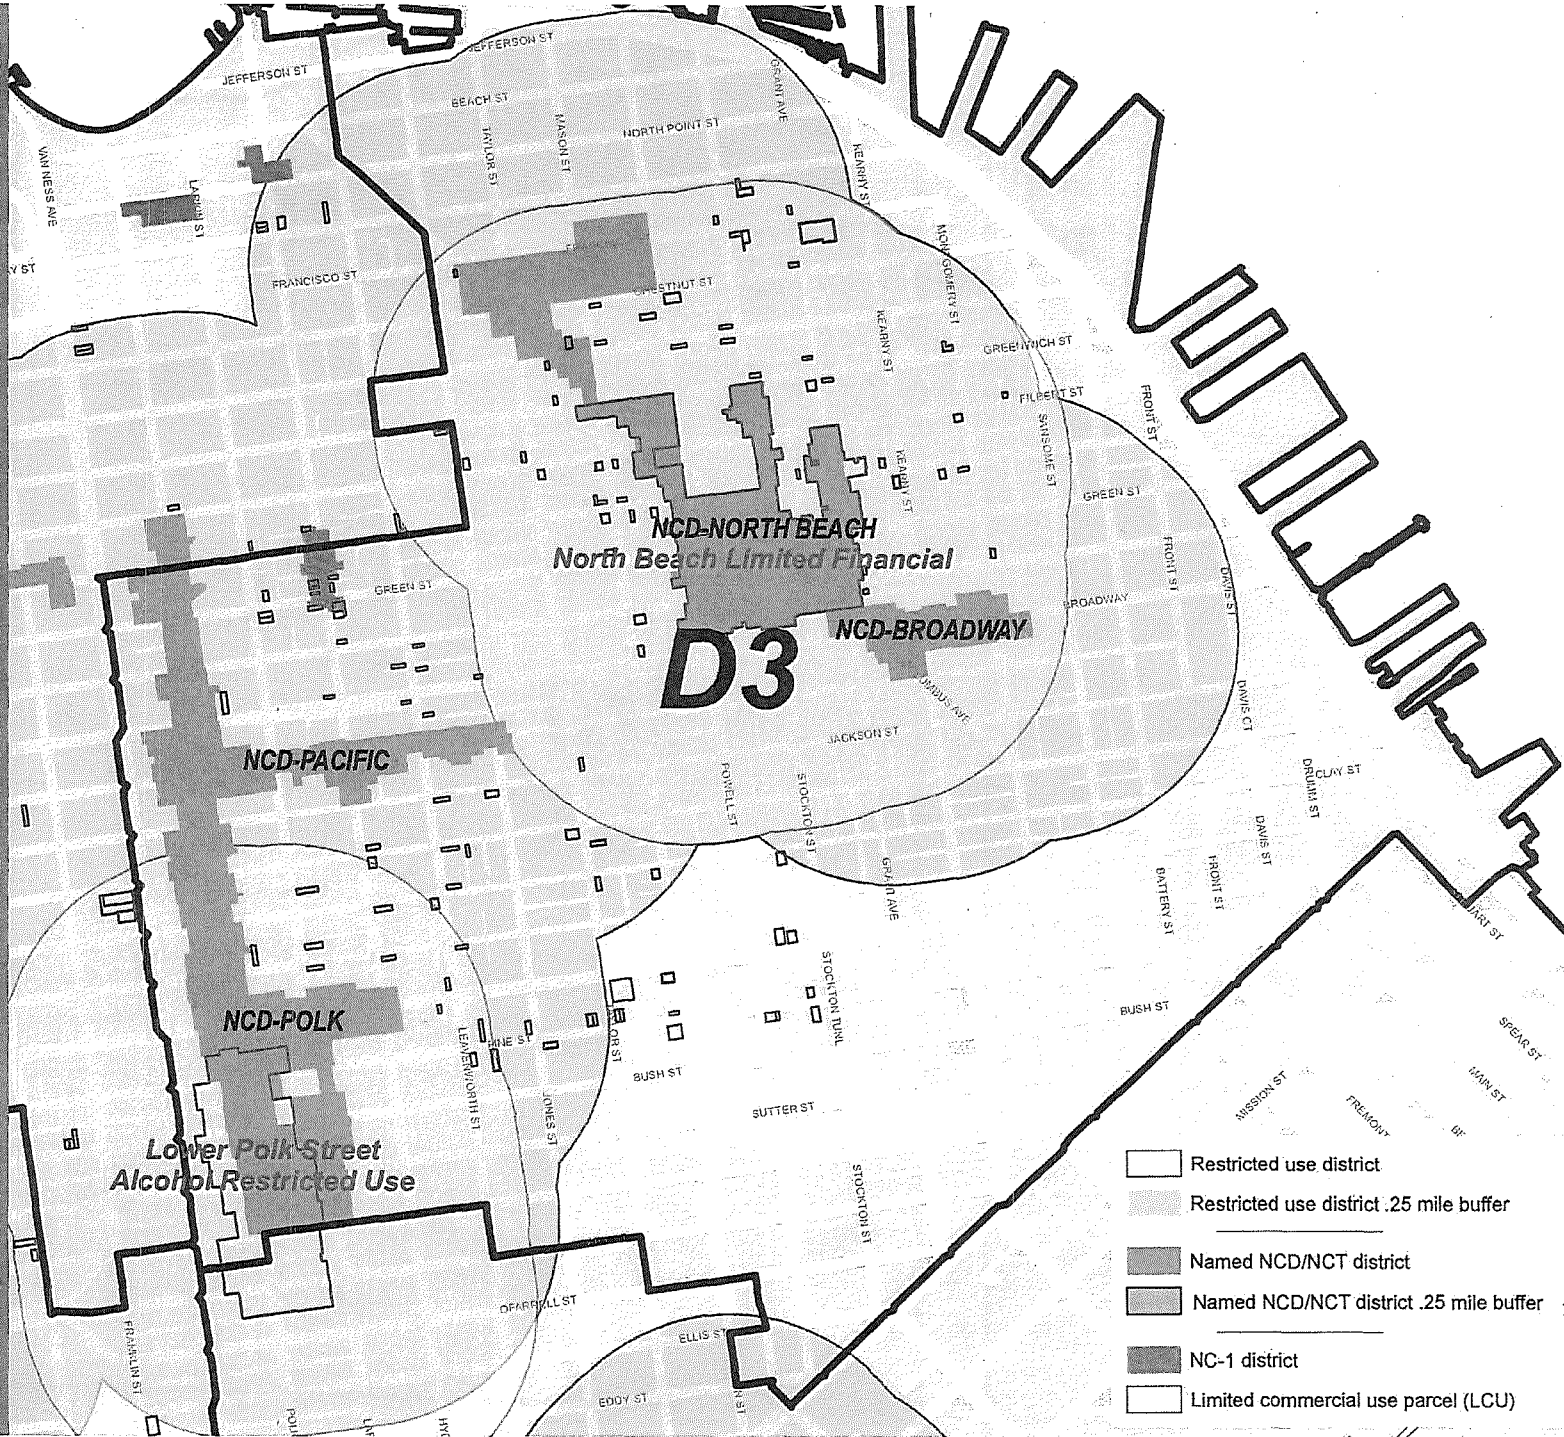 JEFFERSON ST
JEFFERSON ST
BEACH ST
GRANT AVE
NORTH POINT ST
TAYLOR ST
MASON ST
VAN NESS AVE
LARKIN ST
KEARNY ST
FRANCISCO ST
MONTGOMERY ST
CHESTNUT ST
KEARNY ST
GREENWICH ST
FILBERT ST
FRONT ST
SANSOME ST
KEARNY ST
GREEN ST
NCD-NORTH BEACH
North Beach Limited Financial
FRONT ST
DAVIS ST
GREEN ST
BROADWAY
NCD-BROADWAY
D3
UMBUS AVE
DAVIS CT
JACKSON ST
NCD-PACIFIC
POWELL ST
STOCKTON ST
DRUMM ST
CLAY ST
DAVIS ST
GRANT AVE
BATTERY ST
FRONT ST
UART ST
STOCKTON TUNL
NCD-POLK
BUSH ST
SPEAR ST
LEAVENWORTH ST
PINE ST
BUSH ST
MAIN ST
MISSION ST
FREMONT
SUTTER ST
JONES ST
Lower Polk Street
Alcohol Restricted Use
STOCKTON ST
OFARRELL ST
ELLIS ST
FRANKLIN ST
EDDY ST
Restricted use district
Restricted use district .25 mile buffer
Named NCD/NCT district
Named NCD/NCT district .25 mile buffer
NC-1 district
Limited commercial use parcel (LCU)